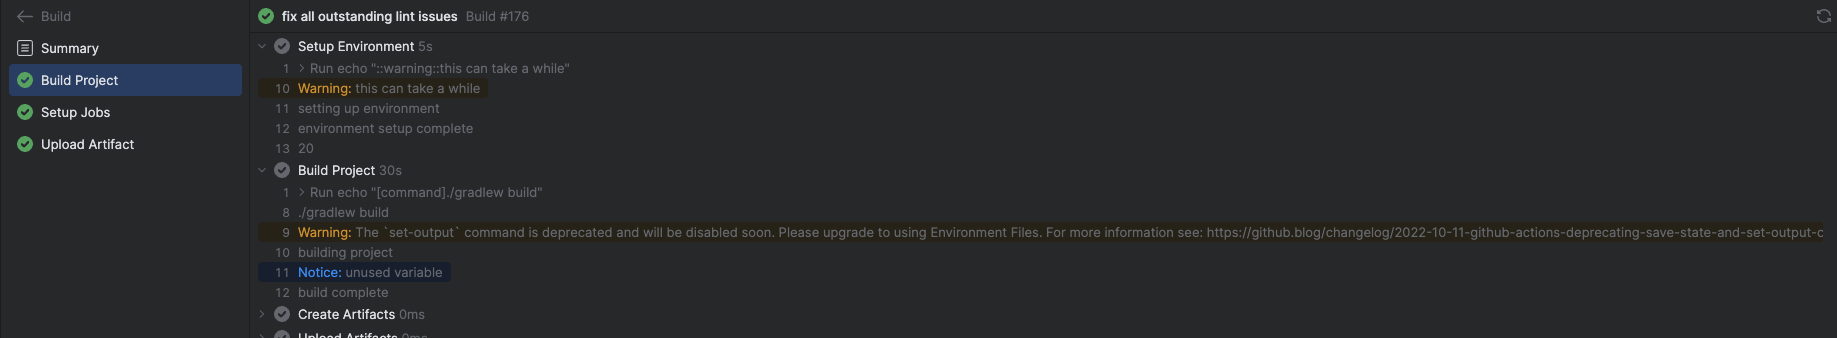 Build
Summary
Build Project
Setup Jobs
Upload Artifact
fix all outstanding lint issues Build #176
Setup Environment 5s
1 > Run echo "::warning::this can take a while"
10 Warning: this can take a while
11 setting up environment
12 environment setup complete
13 20
Build Project 30s
1 > Run echo "[command]./gradlew build"
8 ./gradlew build
9 Warning: The `set-output` command is deprecated and will be disabled soon. Please upgrade to using Environment Files. For more information see: https://github.blog/changelog/2022-10-11-github-actions-deprecating-save-state-and-set-output-c
10 building project
11 Notice: unused variable
12 build complete
Create Artifacts 0ms
Upload Artifacts 0ms